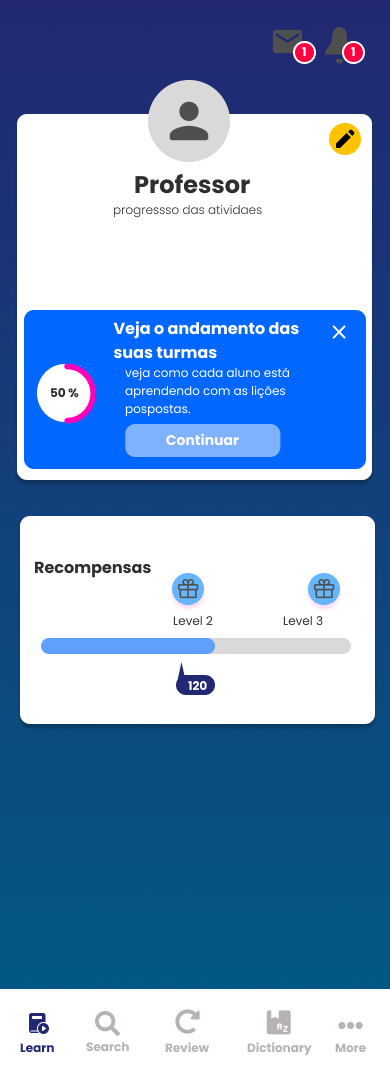 1
1
Professor
progressso das atividaes
Veja o andamento das
suas turmas
veja como cada aluno está
aprendendo com as lições
pospostas.
50 %
Continuar
Recompensas
Level 2
Level 3
120
Learn
Search
Review
Dictionary
More